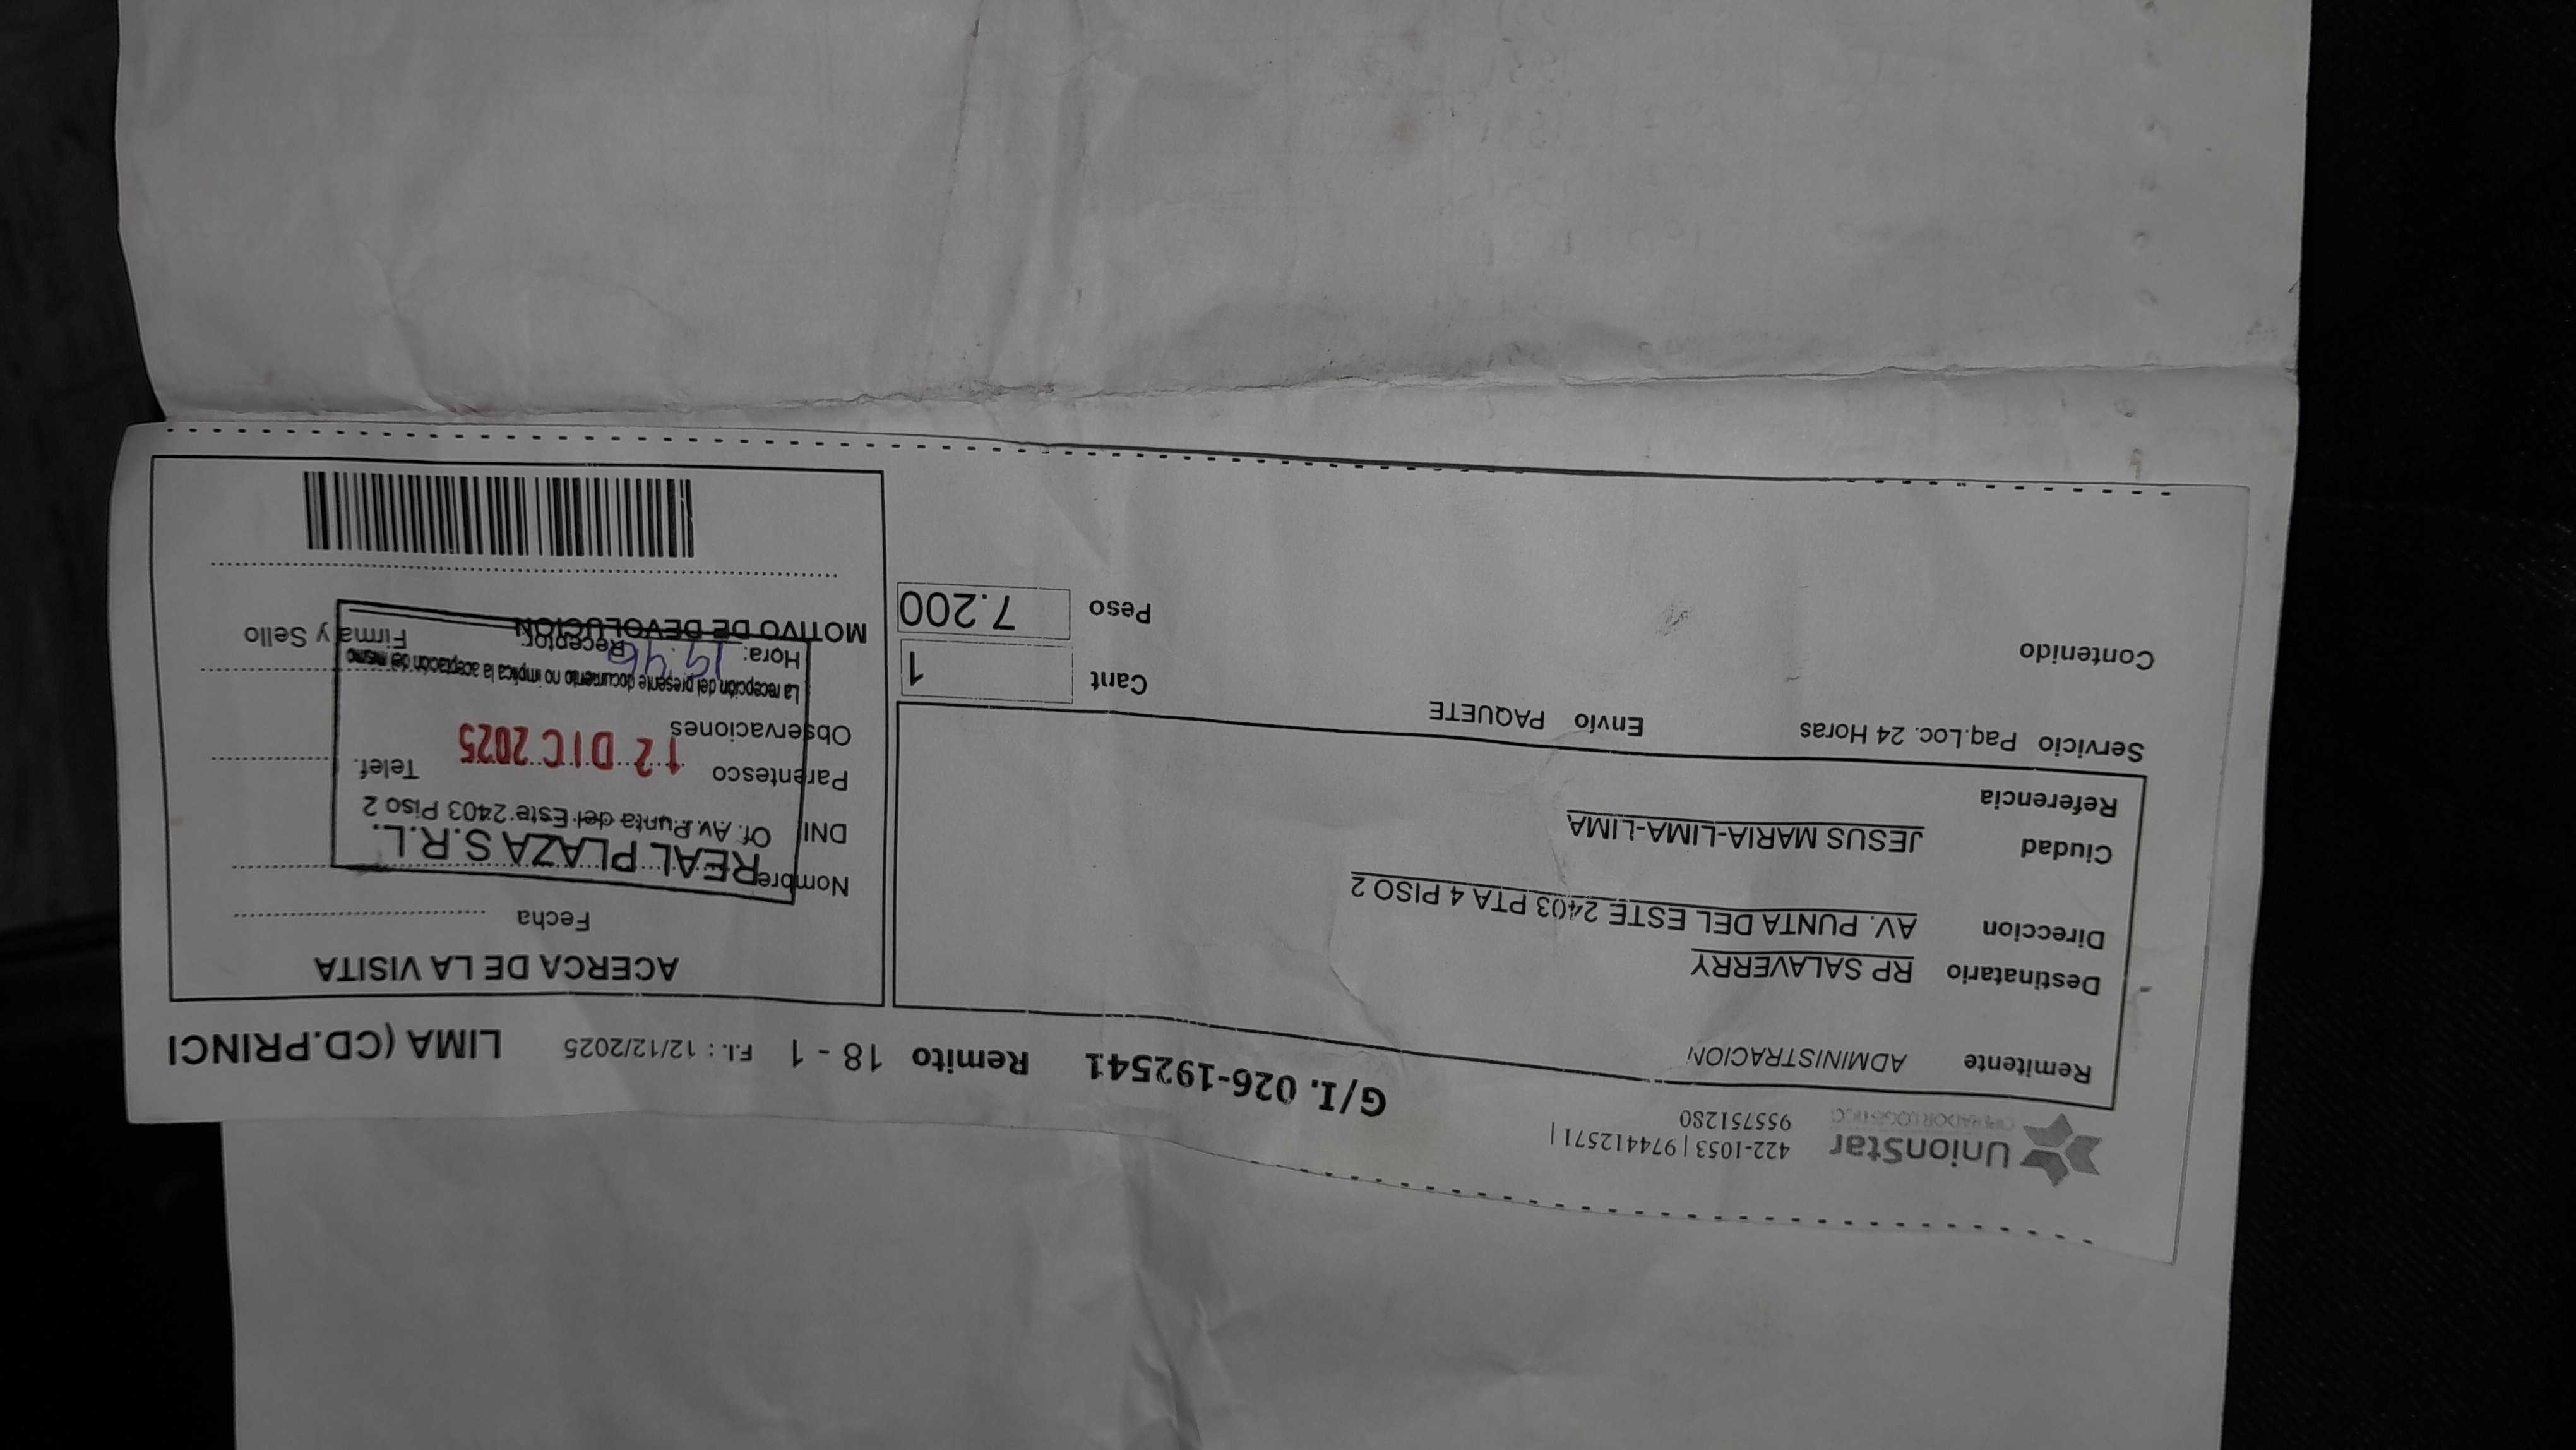 UnionStar
OPERADOR LOGISTICO
422-1053 | 974412571 |
955751280
G/I. 026-192541 Remito 18 - 1 F.I. : 12/12/2025 LIMA (CD.PRINCI
Remitente ADMINISTRACION
Destinatario RP SALAVERRY
Direccion AV. PUNTA DEL ESTE 2403 PTA 4 PISO 2
Ciudad JESUS MARIA-LIMA-LIMA
Referencia
Servicio Paq.Loc. 24 Horas Envío PAQUETE
Cant 1
Contenido
Peso 7.200
ACERCA DE LA VISITA
Fecha
Nombre
DNI
Parentesco Telef.
Observaciones
REAL PLAZA S.R.L.
Of. Av. Punta del Este 2403 Piso 2
12 DIC 2025
La recepción del presente documento no implica la aceptación del mismo
Hora: Receptor:
Firma y Sello
MOTIVO DE DEVOLUCION